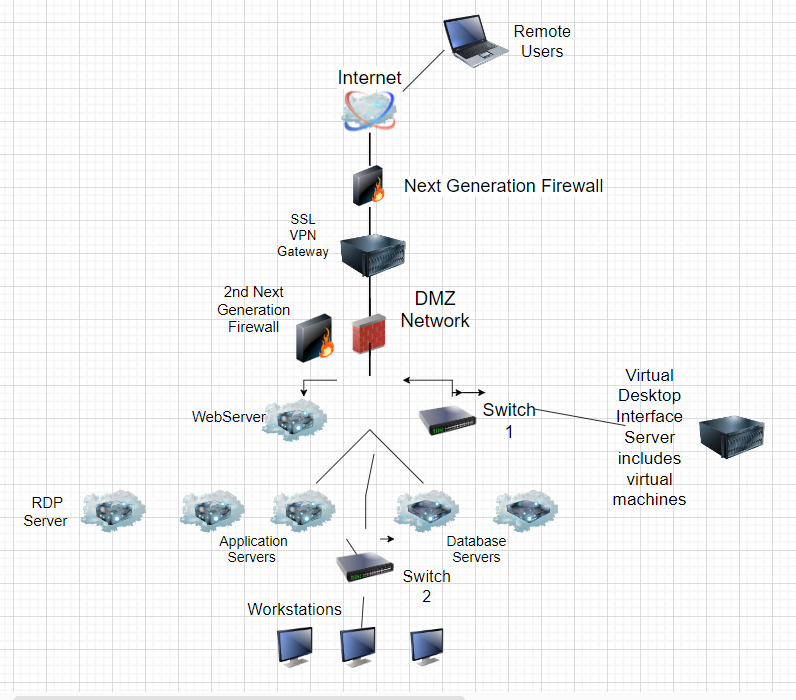 Remote
Users
Internet
Next Generation Firewall
SSL
VPN
Gateway
2nd Next
Generation
Firewall
DMZ
Network
WebServer
Switch
1
Virtual
Desktop
Interface
Server
includes
virtual
machines
RDP
Server
Application
Servers
Database
Servers
Switch
2
Workstations